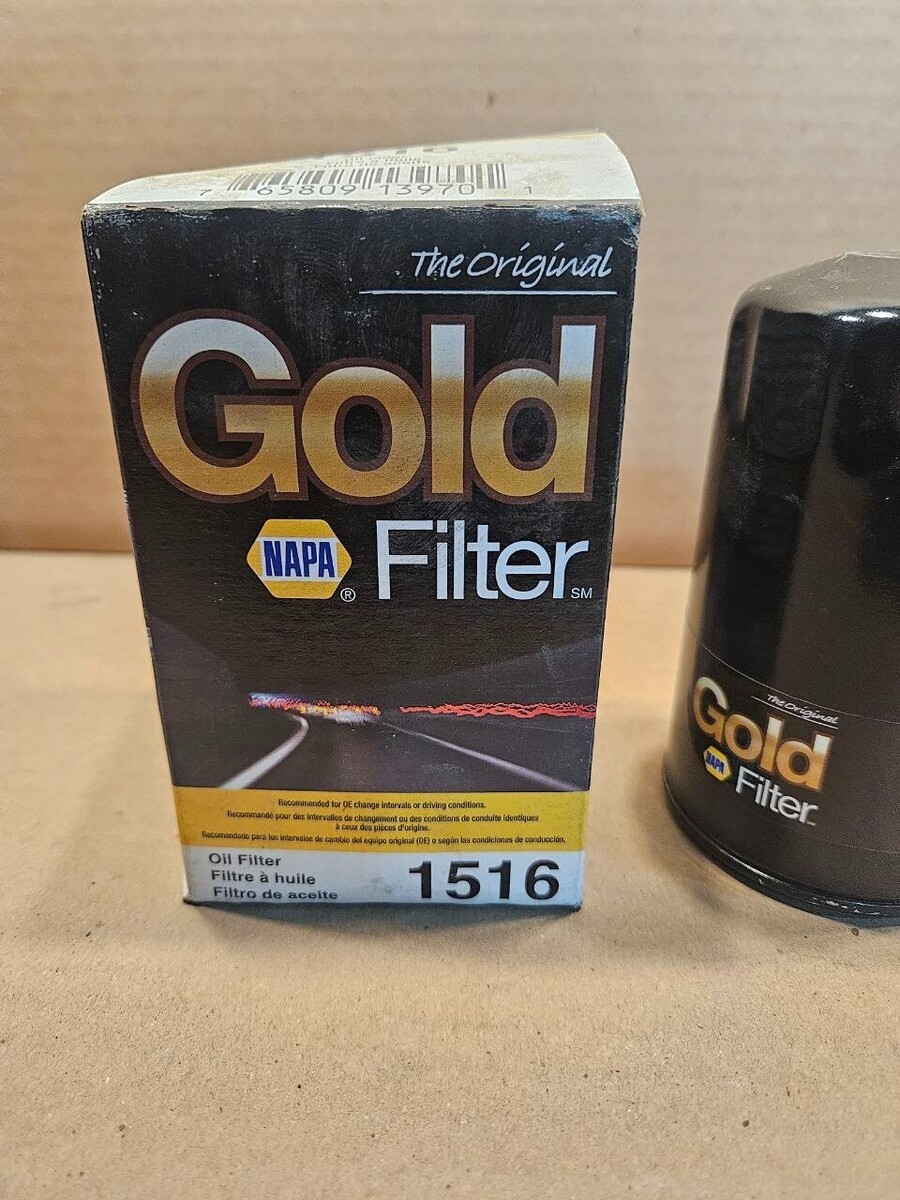 7 65809 13970 1
The Original
Gold
NAPA® Filter SM
Recommended for OE change intervals or driving conditions.
Recommandé pour des intervalles de changement ou des conditions de conduite identiques
à ceux des pièces d'origine.
Recomendado para los intervalos de cambio del equipo original (OE) o según las condiciones de conducción.
Oil Filter
Filtre à huile
Filtro de aceite
1516
The Original
Gold
NAPA Filter